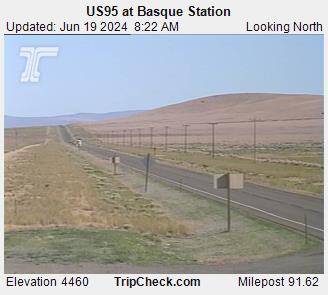 US95 at Basque Station
Updated: Jun 19 2024 8:22 AM Looking North
Elevation 4460 TripCheck.com Milepost 91.62